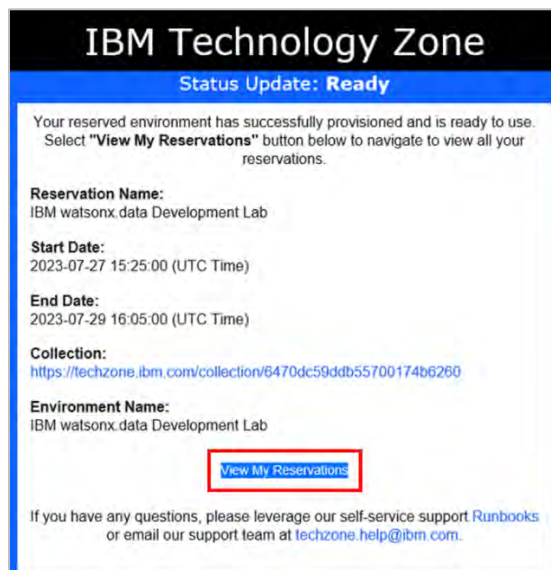 IBM Technology Zone
Status Update: Ready
Your reserved environment has successfully provisioned and is ready to use.
Select "View My Reservations" button below to navigate to view all your
reservations.
Reservation Name:
IBM watsonx.data Development Lab
Start Date:
2023-07-27 15:25:00 (UTC Time)
End Date:
2023-07-29 16:05:00 (UTC Time)
Collection:
https://techzone.ibm.com/collection/6470dc59ddb55700174b6260
Environment Name:
IBM watsonx.data Development Lab
View My Reservations
If you have any questions, please leverage our self-service support Runbooks
or email our support team at techzone.help@ibm.com.